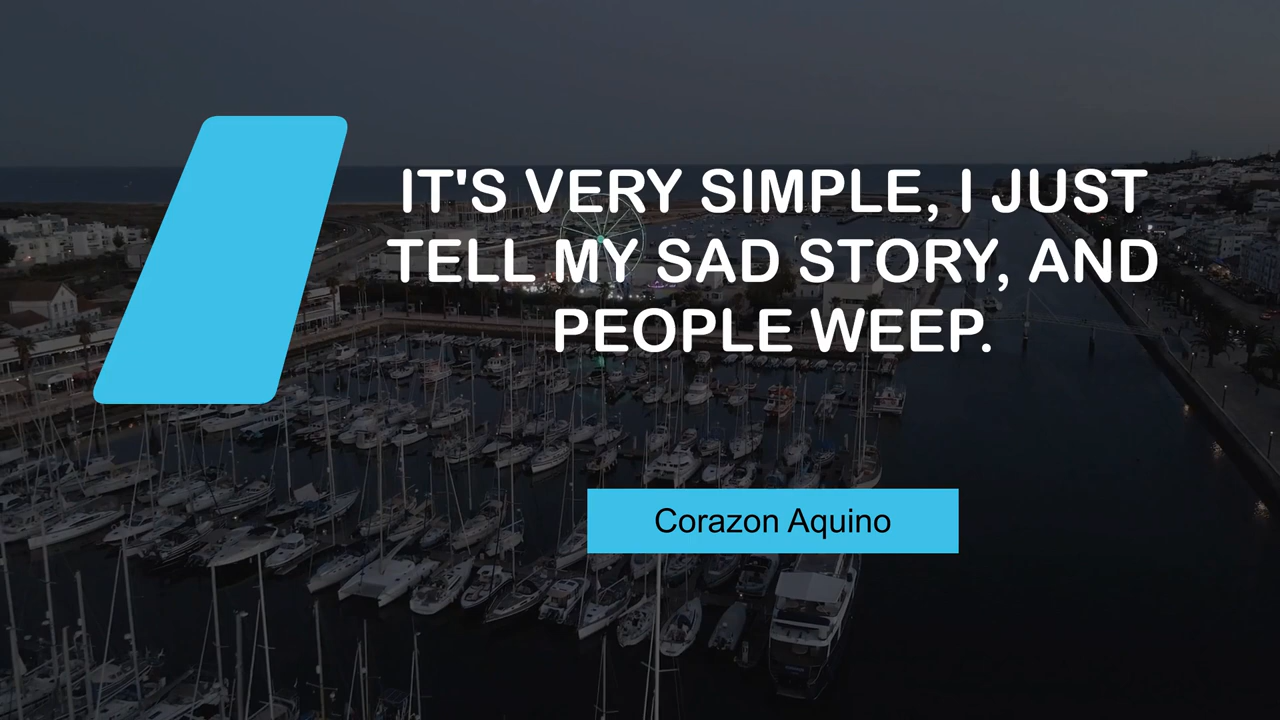 IT'S VERY SIMPLE, I JUST
TELL MY SAD STORY, AND
PEOPLE WEEP.
Corazon Aquino